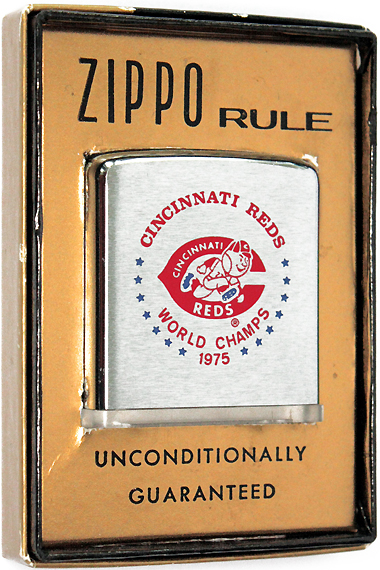 ZIPPO RULE
CINCINNATI REDS
CINCINNATI
REDS
®
WORLD CHAMPS
1975
UNCONDITIONALLY
GUARANTEED